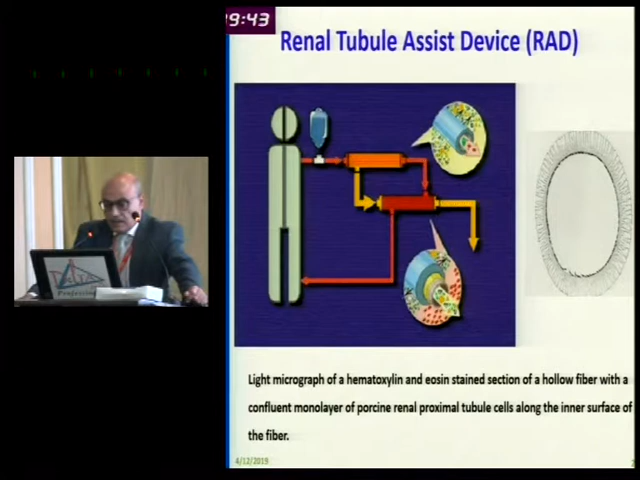 9:43
Renal Tubule Assist Device (RAD)
Light micrograph of a hematoxylin and eosin stained section of a hollow fiber with a
confluent monolayer of porcine renal proximal tubule cells along the inner surface of
the fiber.
4/12/2019